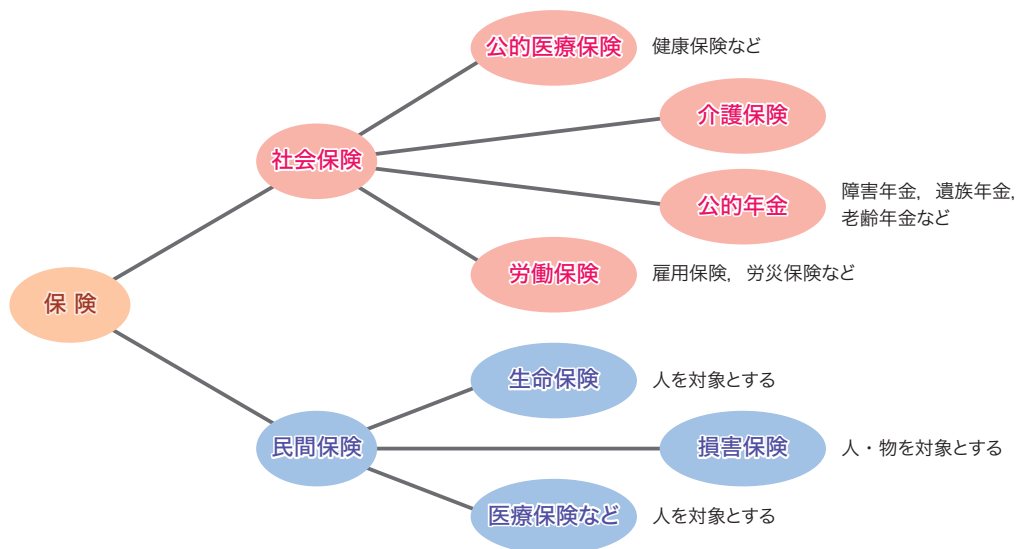 公的医療保険
健康保険など
介護保険
社会保険
公的年金
障害年金，遺族年金，
老齢年金など
労働保険
雇用保険，労災保険など
保 険
生命保険
人を対象とする
民間保険
損害保険
人・物を対象とする
医療保険など
人を対象とする